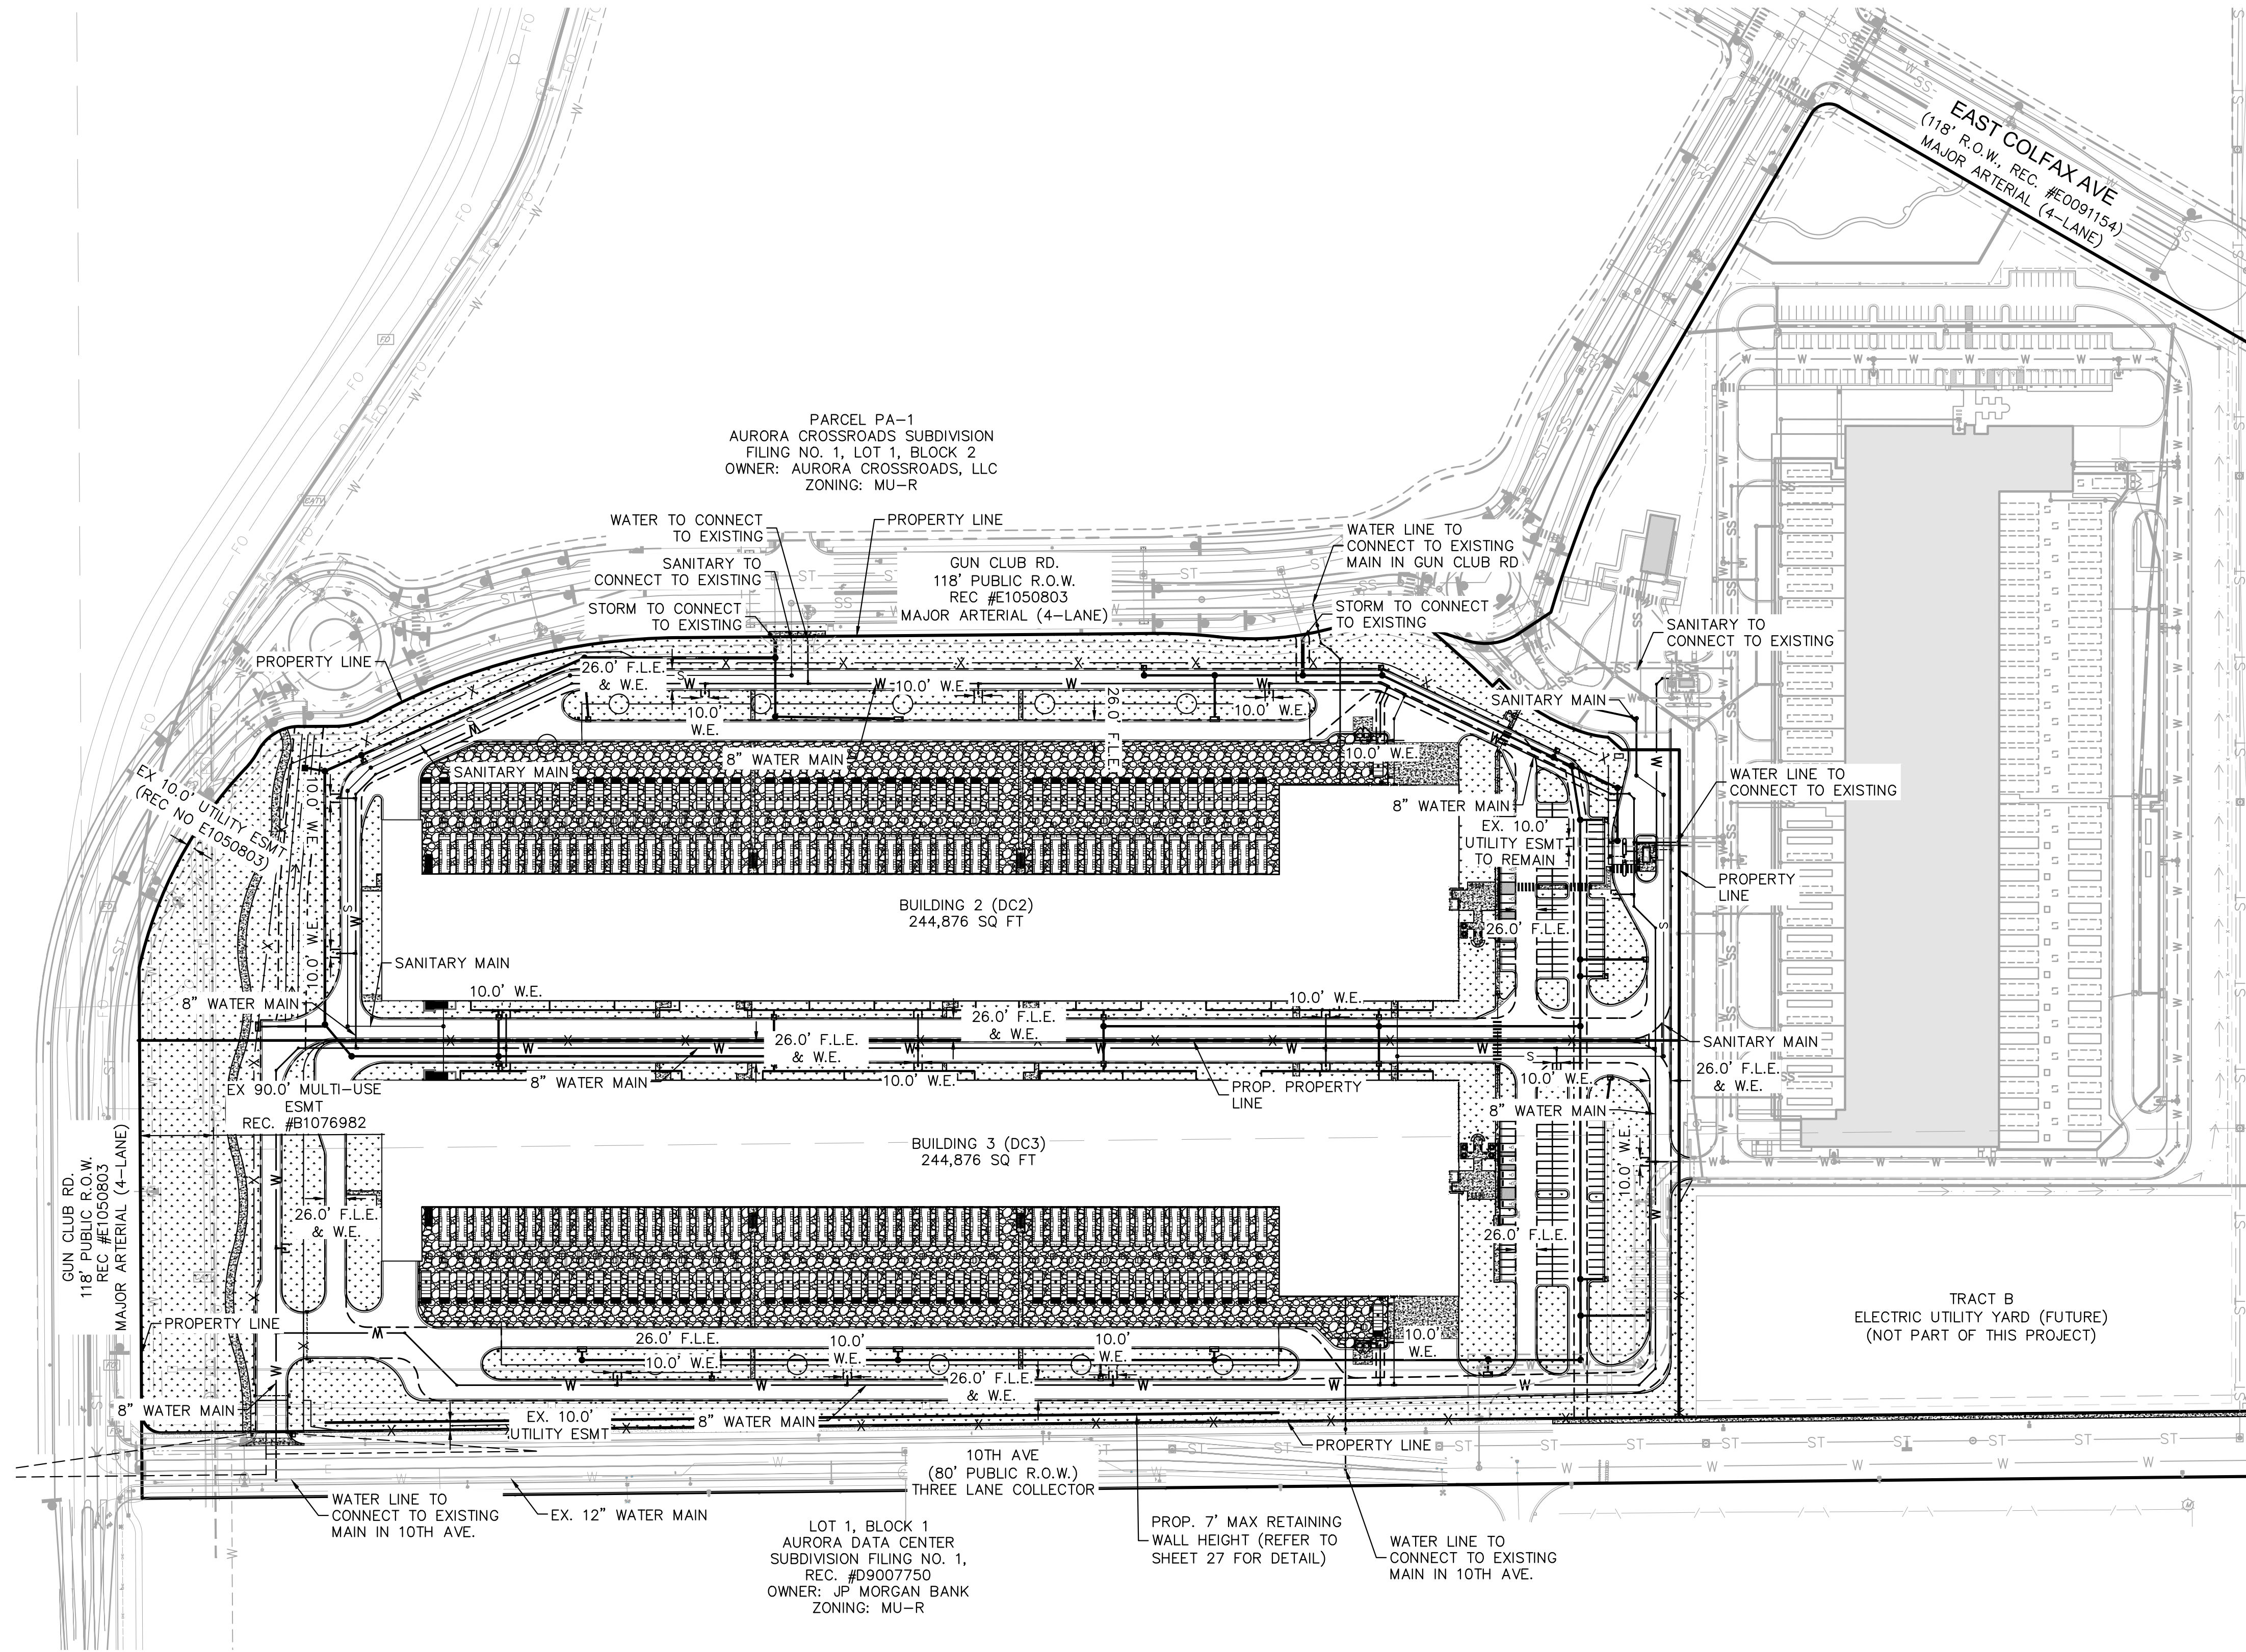 EAST COLFAX AVE
(118' R.O.W., REC. #E0091154)
MAJOR ARTERIAL (4-LANE)
PARCEL PA-1
AURORA CROSSROADS SUBDIVISION
FILING NO. 1, LOT 1, BLOCK 2
OWNER: AURORA CROSSROADS, LLC
ZONING: MU-R
WATER TO CONNECT
TO EXISTING
PROPERTY LINE
SANITARY TO
CONNECT TO EXISTING
STORM TO CONNECT
TO EXISTING
GUN CLUB RD.
118' PUBLIC R.O.W.
REC #E1050803
MAJOR ARTERIAL (4-LANE)
WATER LINE TO
CONNECT TO EXISTING
MAIN IN GUN CLUB RD
STORM TO CONNECT
TO EXISTING
SANITARY TO
CONNECT TO EXISTING
PROPERTY LINE
26.0' F.L.E.
& W.E.
10.0' W.E.
10.0'
W.E.
26.0' F.L.E.
10.0' W.E.
SANITARY MAIN
8" WATER MAIN
SANITARY MAIN
10.0' W.E.
EX 10.0' UTILITY ESMT
(REC NO E1050803)
10.0' W.E.
WATER LINE TO
CONNECT TO EXISTING
8" WATER MAIN
EX. 10.0'
UTILITY ESMT
TO REMAIN
PROPERTY
LINE
BUILDING 2 (DC2)
244,876 SQ FT
26.0' F.L.E.
10.0' W.E.
SANITARY MAIN
8" WATER MAIN
10.0' W.E.
10.0' W.E.
26.0' F.L.E.
& W.E.
26.0' F.L.E.
& W.E.
SANITARY MAIN
26.0' F.L.E.
& W.E.
8" WATER MAIN
10.0' W.E.
PROP. PROPERTY
LINE
10.0' W.E.
8" WATER MAIN
EX 90.0' MULTI-USE
ESMT
REC. #B1076982
BUILDING 3 (DC3)
244,876 SQ FT
10.0' W.E.
GUN CLUB RD.
118' PUBLIC R.O.W.
REC #E1050803
MAJOR ARTERIAL (4-LANE)
26.0' F.L.E.
& W.E.
26.0' F.L.E.
TRACT B
ELECTRIC UTILITY YARD (FUTURE)
(NOT PART OF THIS PROJECT)
PROPERTY LINE
26.0' F.L.E.
10.0' W.E.
10.0'
W.E.
10.0'
W.E.
10.0'
W.E.
26.0' F.L.E.
& W.E.
8" WATER MAIN
EX. 10.0'
UTILITY ESMT
8" WATER MAIN
PROPERTY LINE
10TH AVE
(80' PUBLIC R.O.W.)
THREE LANE COLLECTOR
WATER LINE TO
CONNECT TO EXISTING
MAIN IN 10TH AVE.
EX. 12" WATER MAIN
LOT 1, BLOCK 1
AURORA DATA CENTER
SUBDIVISION FILING NO. 1,
REC. #D9007750
OWNER: JP MORGAN BANK
ZONING: MU-R
PROP. 7' MAX RETAINING
WALL HEIGHT (REFER TO
SHEET 27 FOR DETAIL)
WATER LINE TO
CONNECT TO EXISTING
MAIN IN 10TH AVE.